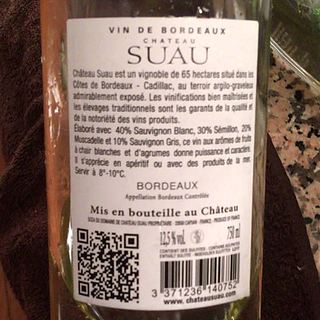 VIN DE BORDEAUX
CHATEAU
SUAU
Château Suau est un vignoble de 65 hectares situé dans les
Côtes de Bordeaux - Cadillac, au terroir argilo-graveleux
admirablement exposé. Les vinifications bien maîtrisées et
les élevages traditionnels sont les garants de la qualité et
de la notoriété des vins produits.
Elaboré avec 40% Sauvignon Blanc, 30% Sémillon, 20%
Muscadelle et 10% Sauvignon Gris, ce vin aux arômes de fruits
à chair blanches et d'agrumes donne puissance et caractère.
Il s'apprécie en apéritif ou avec des produits de la mer.
Servir à 8°-10°C.
BORDEAUX
Appellation Bordeaux Contrôlée
Mis en bouteille au Château
12,5 % vol
750 ml
3 371236 140752
www.chateausuau.com